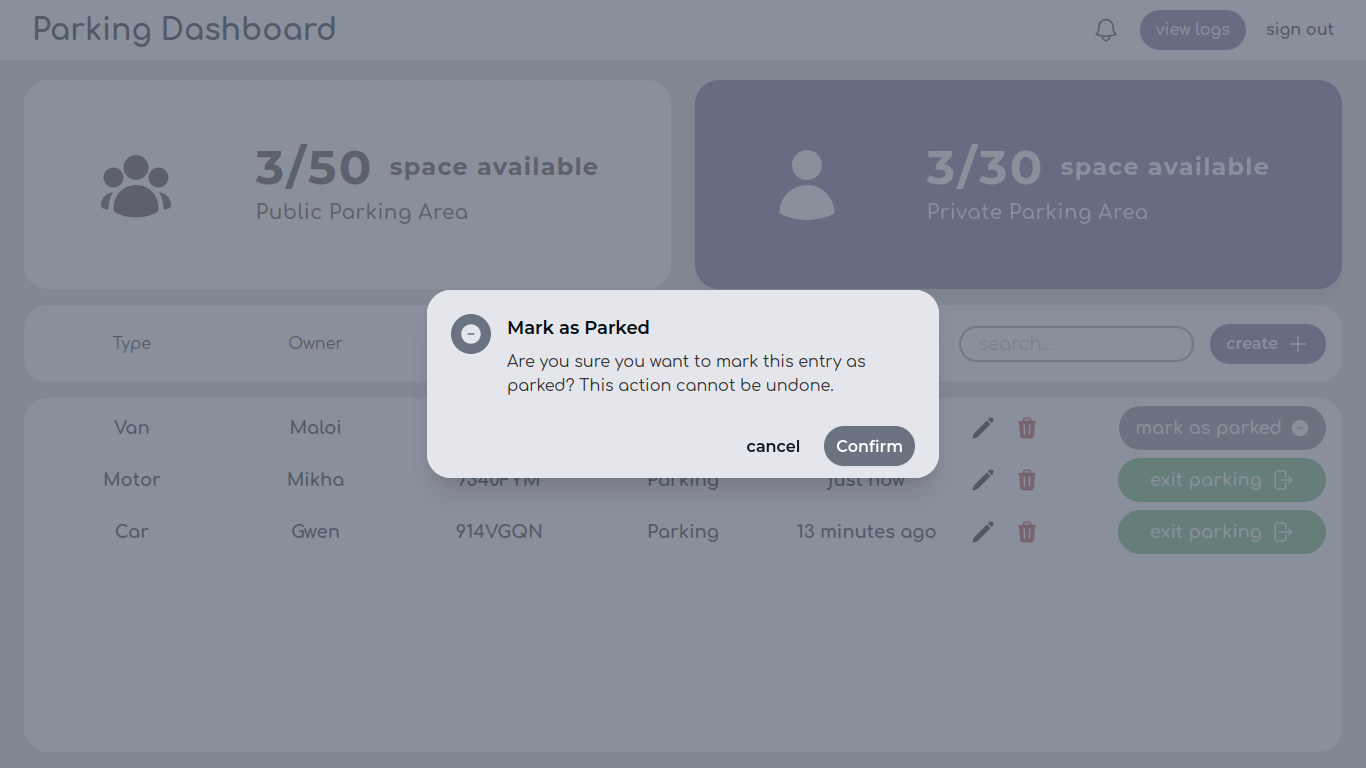 Parking Dashboard
view logs
sign out
3/50 space available
Public Parking Area
3/30 space available
Private Parking Area
Type
Owner
search...
create
Mark as Parked
Are you sure you want to mark this entry as
parked? This action cannot be undone.
cancel
Confirm
Van Maloi mark as parked
Motor Mikha Parking just now exit parking
Car Gwen 914VGQN Parking 13 minutes ago exit parking